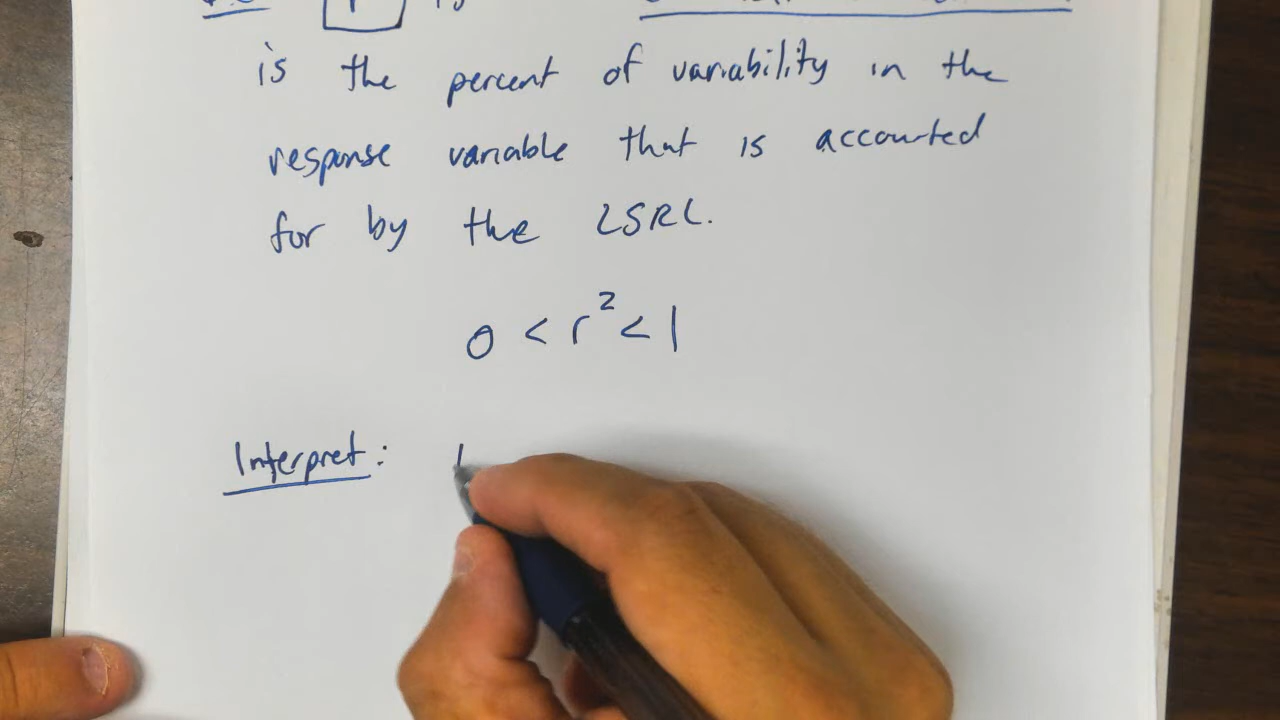 is the percent of variability in the
response variable that is accounted
for by the LSRL.
0 < r² < 1
Interpret: